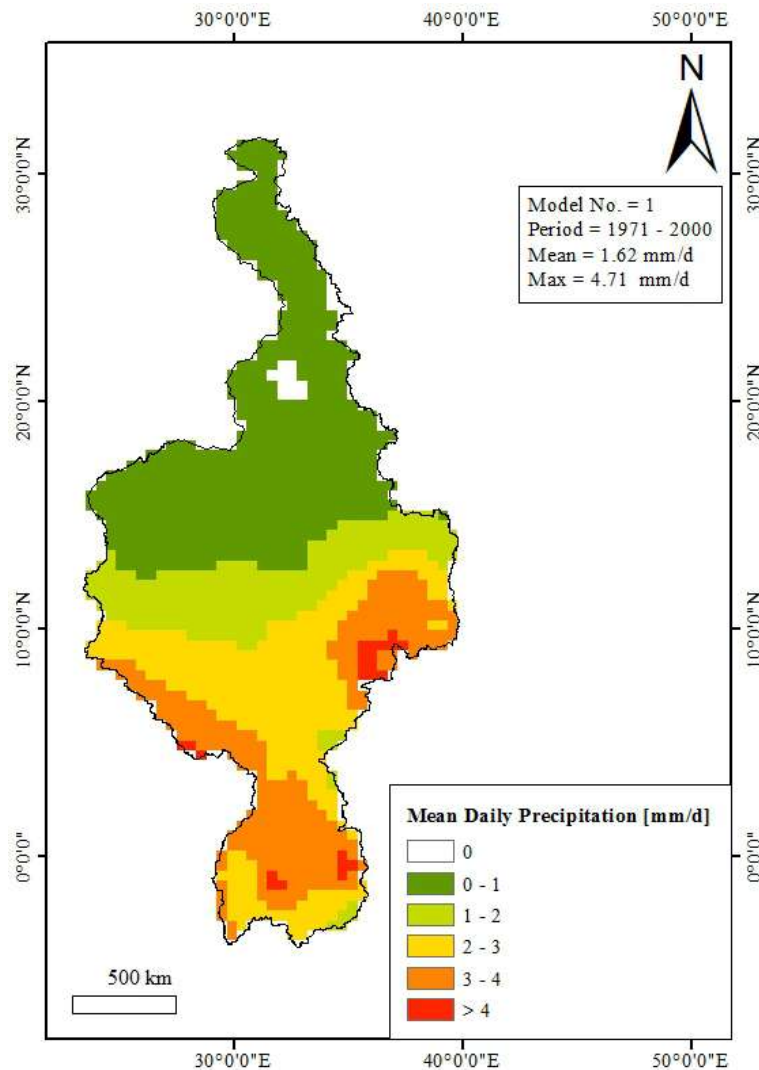 30°0'0"E 40°0'0"E 50°0'0"E
N
30°0'0"N 30°0'0"N
Model No. = 1
Period = 1971 - 2000
Mean = 1.62 mm/d
Max = 4.71 mm/d
20°0'0"N 20°0'0"N
10°0'0"N 10°0'0"N
Mean Daily Precipitation [mm/d]
0°0'0" 0°0'0"
0
0 - 1
1 - 2
2 - 3
3 - 4
> 4
500 km
30°0'0"E 40°0'0"E 50°0'0"E